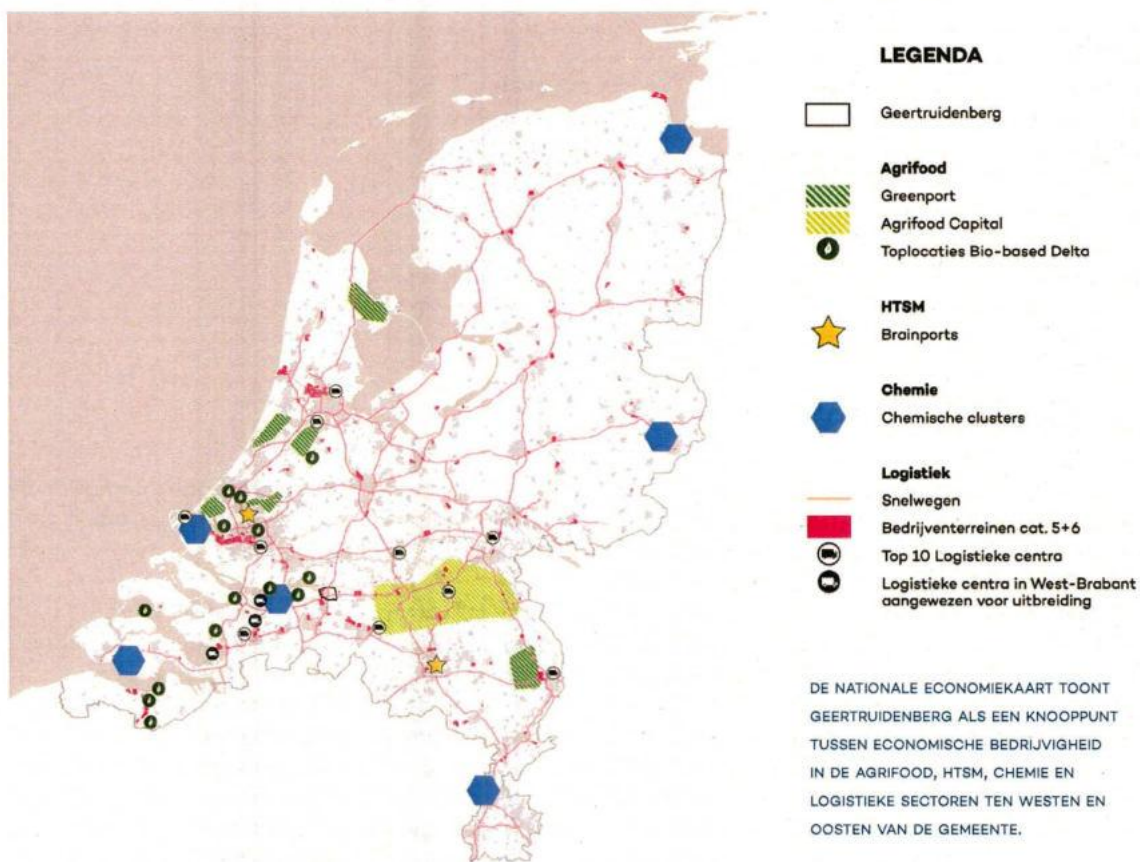 LEGENDA
Geertruidenberg
Agrifood
Greenport
Agrifood Capital
Toplocaties Bio-based Delta
HTSM
Brainports
Chemie
Chemische clusters
Logistiek
Snelwegen
Bedrijventerreinen cat. 5+6
Top 10 Logistieke centra
Logistieke centra in West-Brabant
aangewezen voor uitbreiding
DE NATIONALE ECONOMIEKAART TOONT
GEERTRUIDENBERG ALS EEN KNOOPPUNT
TUSSEN ECONOMISCHE BEDRIJVIGHEID
IN DE AGRIFOOD, HTSM, CHEMIE EN
LOGISTIEKE SECTOREN TEN WESTEN EN
OOSTEN VAN DE GEMEENTE.